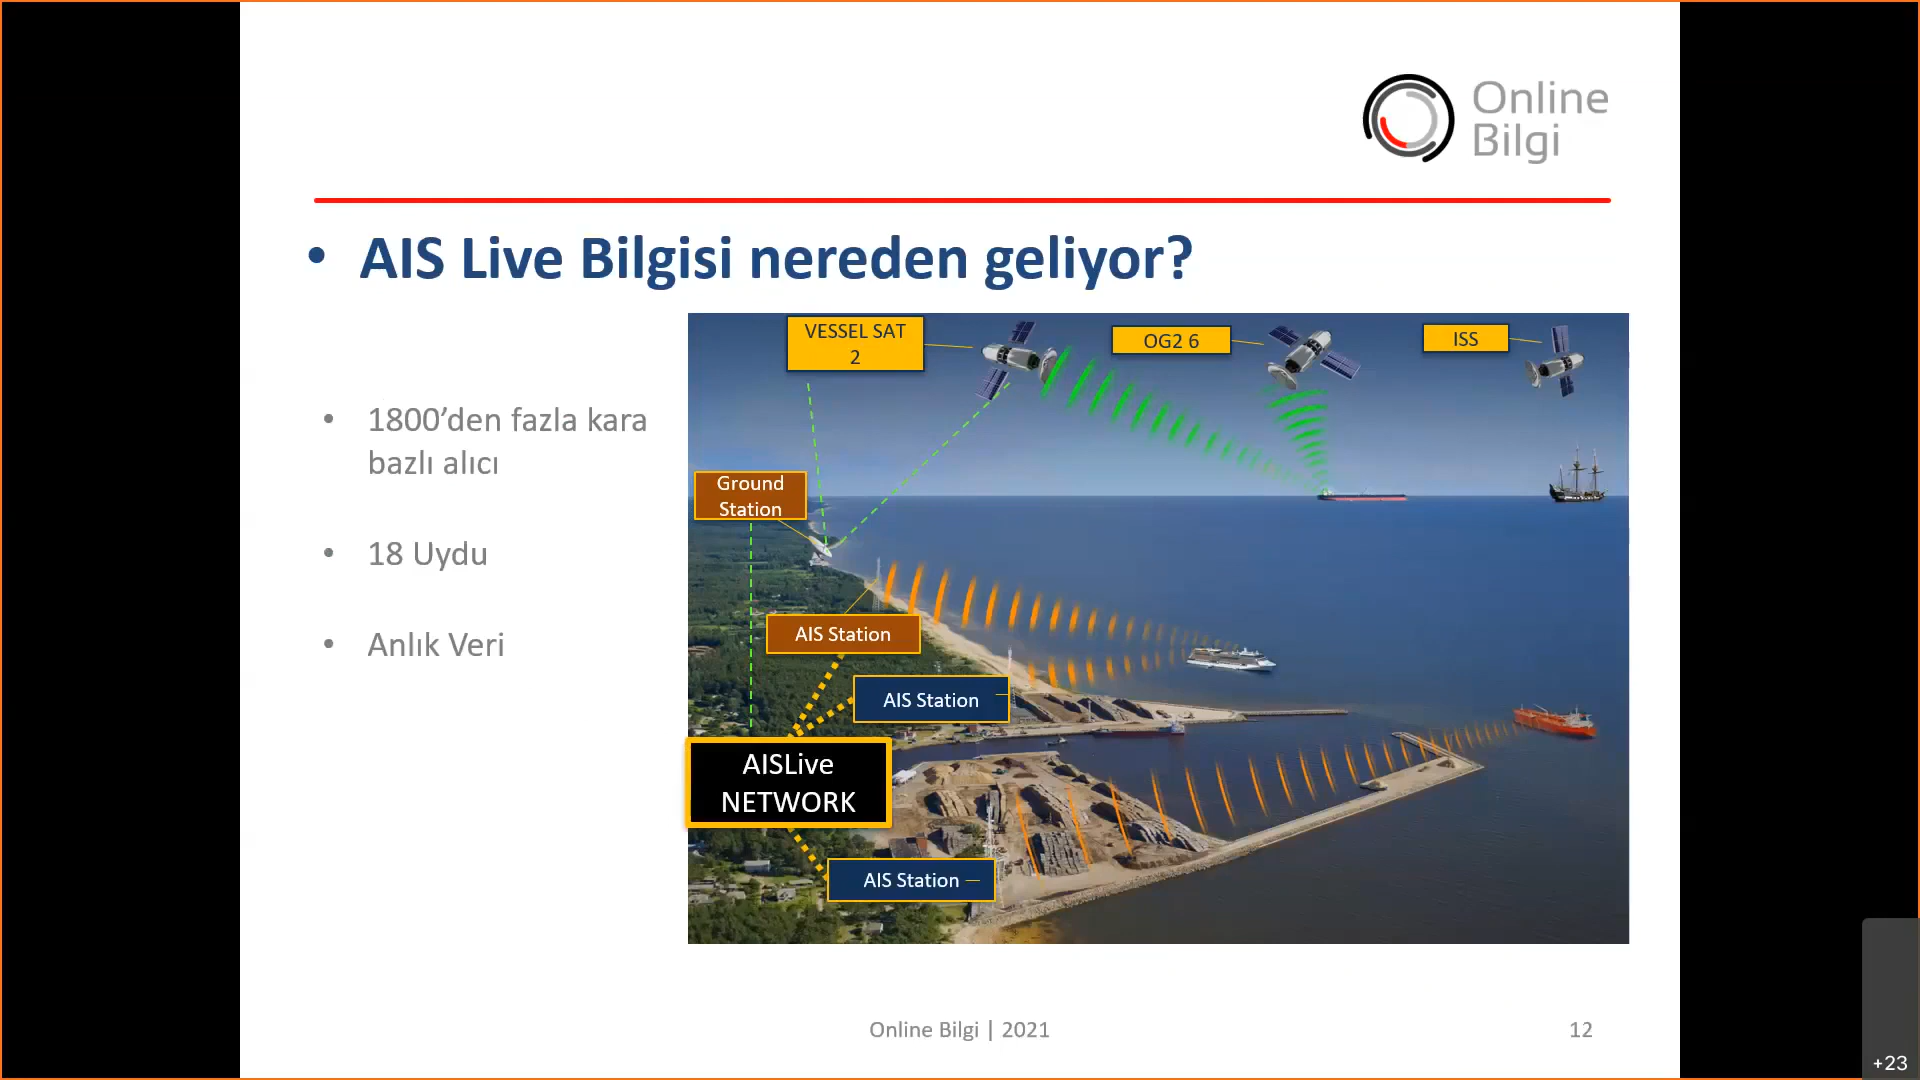 Online
Bilgi
• AIS Live Bilgisi nereden geliyor?
• 1800’den fazla kara
bazlı alıcı
• 18 Uydu
• Anlık Veri
VESSEL SAT
2
OG2 6
ISS
Ground
Station
AIS Station
AIS Station
AISLive
NETWORK
AIS Station
Online Bilgi | 2021
12
+23